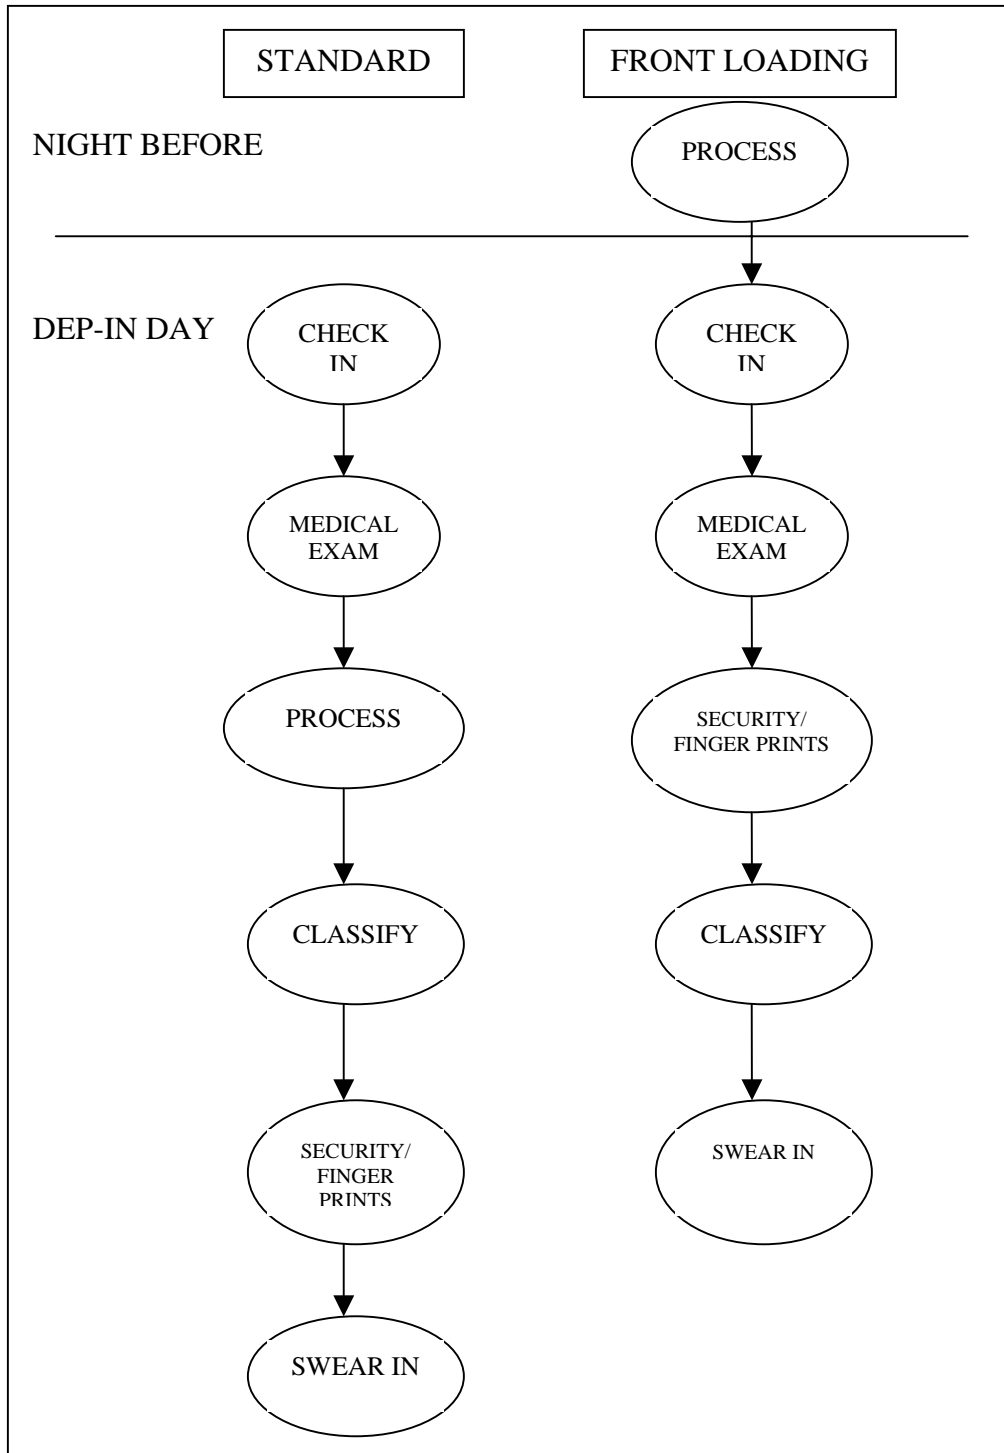 STANDARD
FRONT LOADING
NIGHT BEFORE
PROCESS
DEP-IN DAY
CHECK
IN
CHECK
IN
MEDICAL
EXAM
MEDICAL
EXAM
PROCESS
SECURITY/
FINGER PRINTS
CLASSIFY
CLASSIFY
SECURITY/
FINGER
PRINTS
SWEAR IN
SWEAR IN